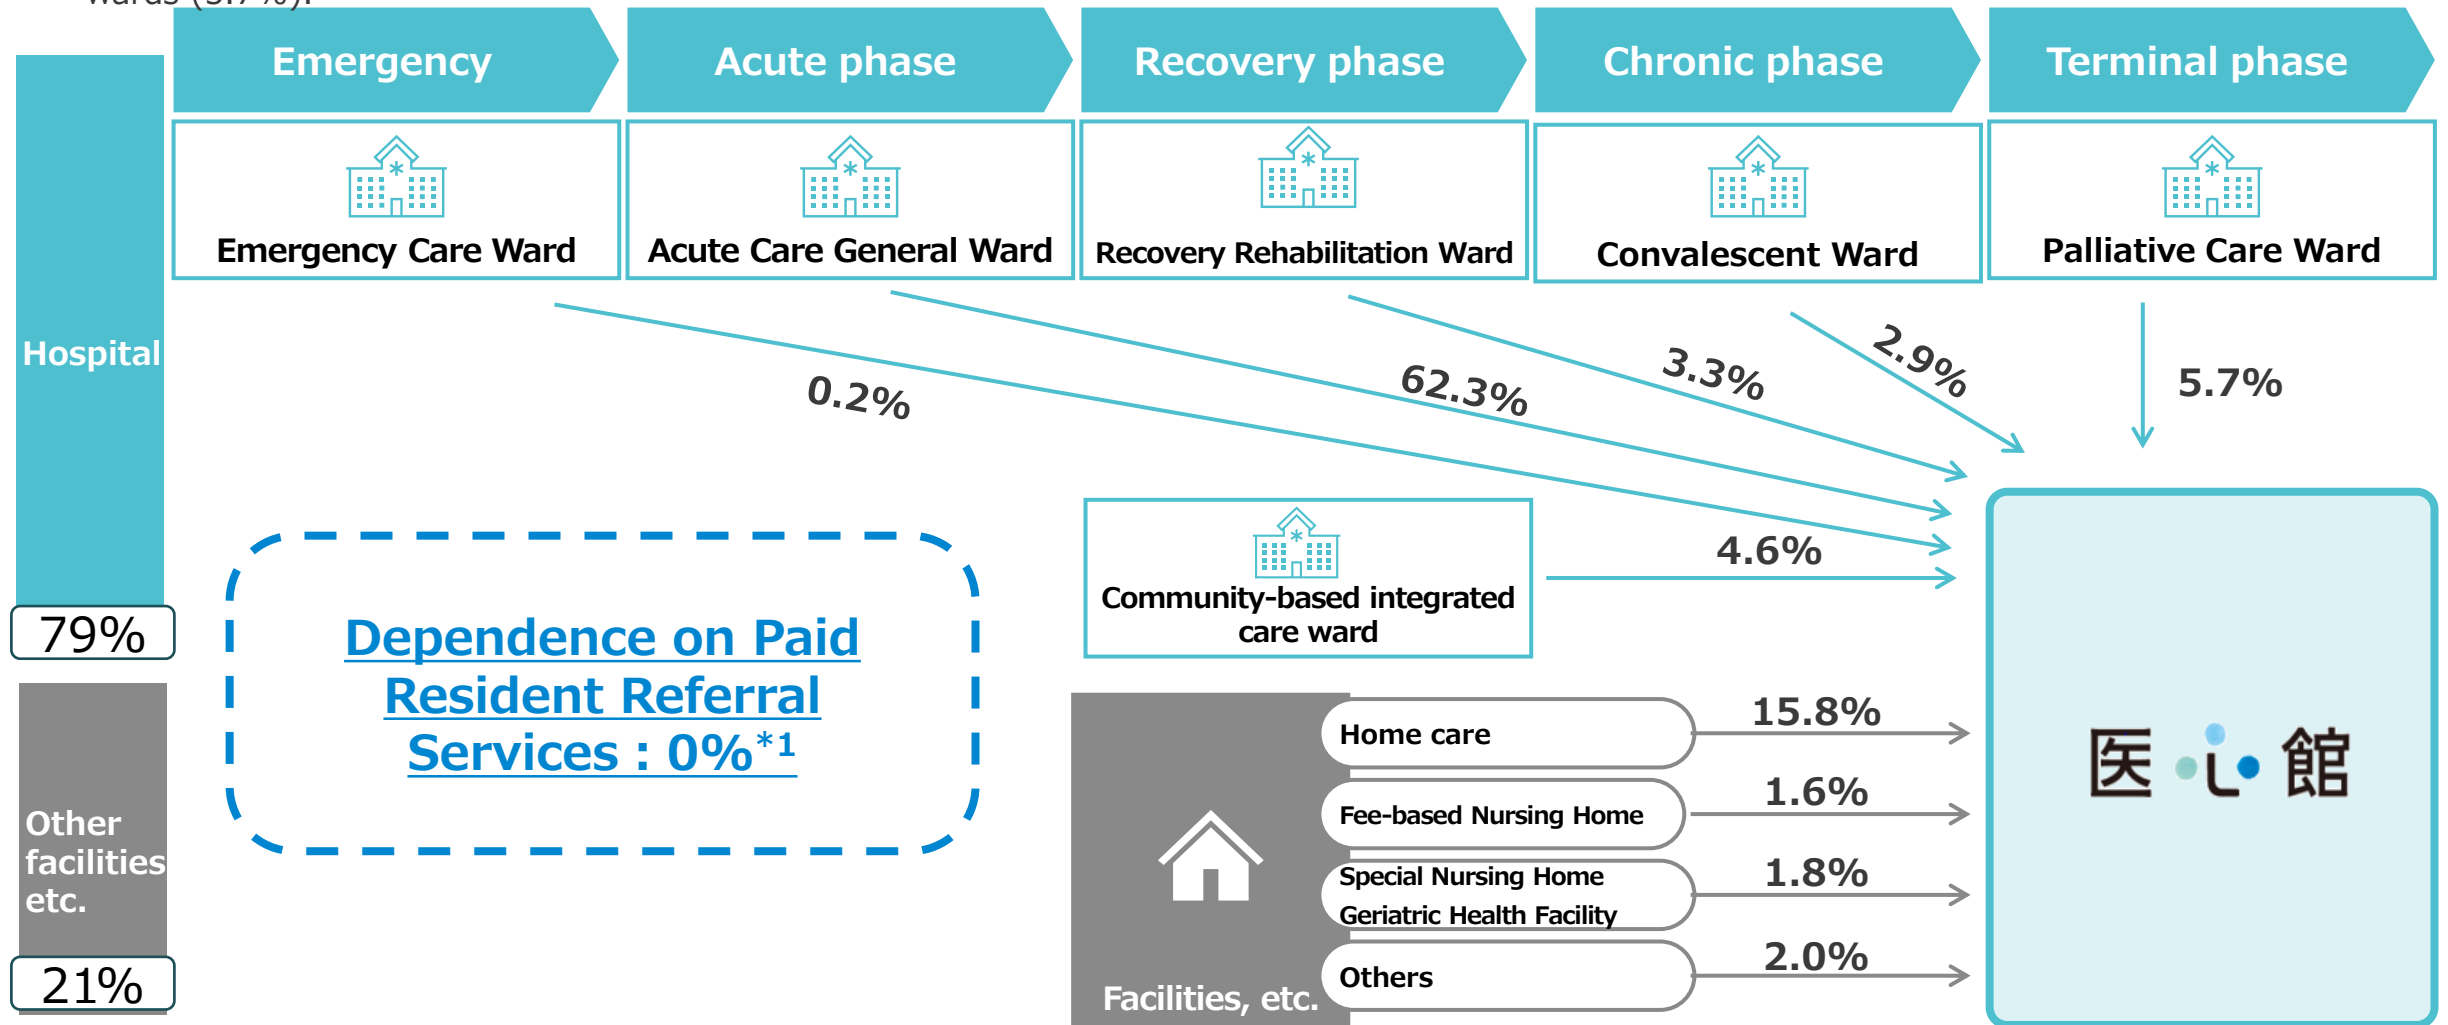 wards (5.7%).
Emergency
Acute phase
Recovery phase
Chronic phase
Terminal phase
Hospital
79%
Emergency Care Ward
Acute Care General Ward
Recovery Rehabilitation Ward
Convalescent Ward
Palliative Care Ward
0.2%
62.3%
3.3%
2.9%
5.7%
Community-based integrated
care ward
4.6%
Dependence on Paid
Resident Referral
Services : 0%*1
Other
facilities
etc.
21%
Facilities, etc.
Home care
15.8%
Fee-based Nursing Home
1.6%
Special Nursing Home
Geriatric Health Facility
1.8%
Others
2.0%
医心館